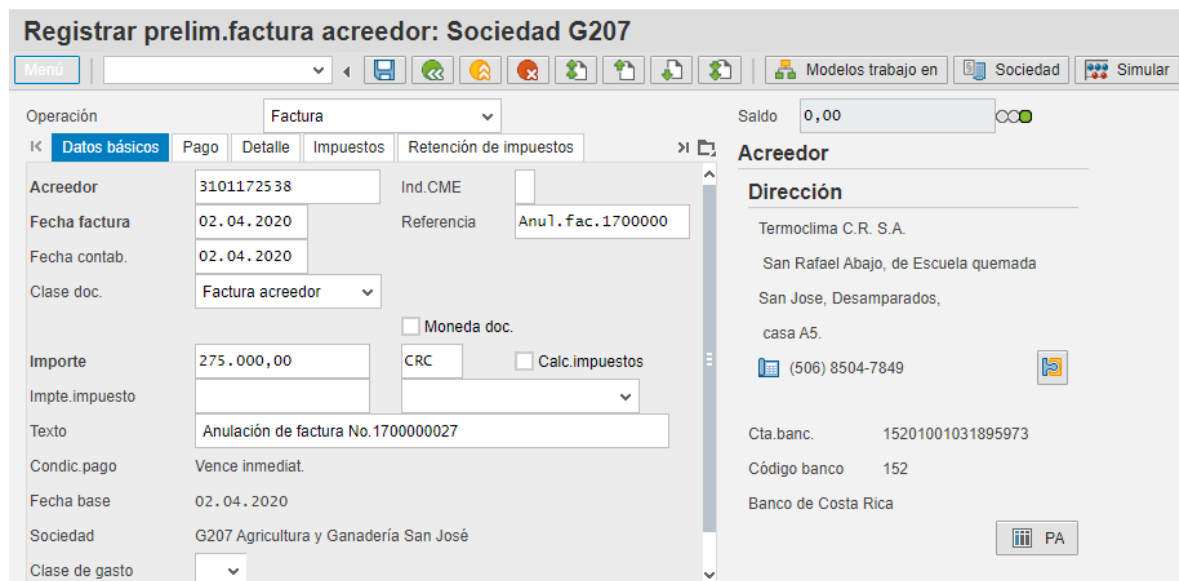 Registrar prelim.factura acreedor: Sociedad G207
Menú Modelos trabajo en Sociedad Simular
Operación Factura
Saldo 0,00
Datos básicos Pago Detalle Impuestos Retención de impuestos
Acreedor 3101172538 Ind.CME
Fecha factura 02.04.2020 Referencia Anul.fac.1700000
Fecha contab. 02.04.2020
Clase doc. Factura acreedor
Moneda doc.
Importe 275.000,00 CRC Calc.impuestos
Impte.impuesto
Texto Anulación de factura No.1700000027
Condic.pago Vence inmediat.
Fecha base 02.04.2020
Sociedad G207 Agricultura y Ganadería San José
Clase de gasto
Acreedor
Dirección
Termoclima C.R. S.A.
San Rafael Abajo, de Escuela quemada
San Jose, Desamparados,
casa A5.
(506) 8504-7849
Cta.banc. 15201001031895973
Código banco 152
Banco de Costa Rica
PA